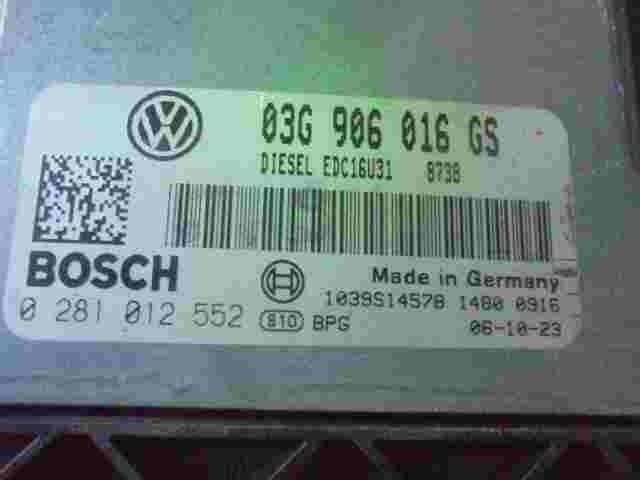 VW
03G 906 016 GS
DIESEL EDC16U31 8738
BOSCH
Made in Germany
0 281 012 552
1039S14578 1480 0916
810 BPG
06-10-23